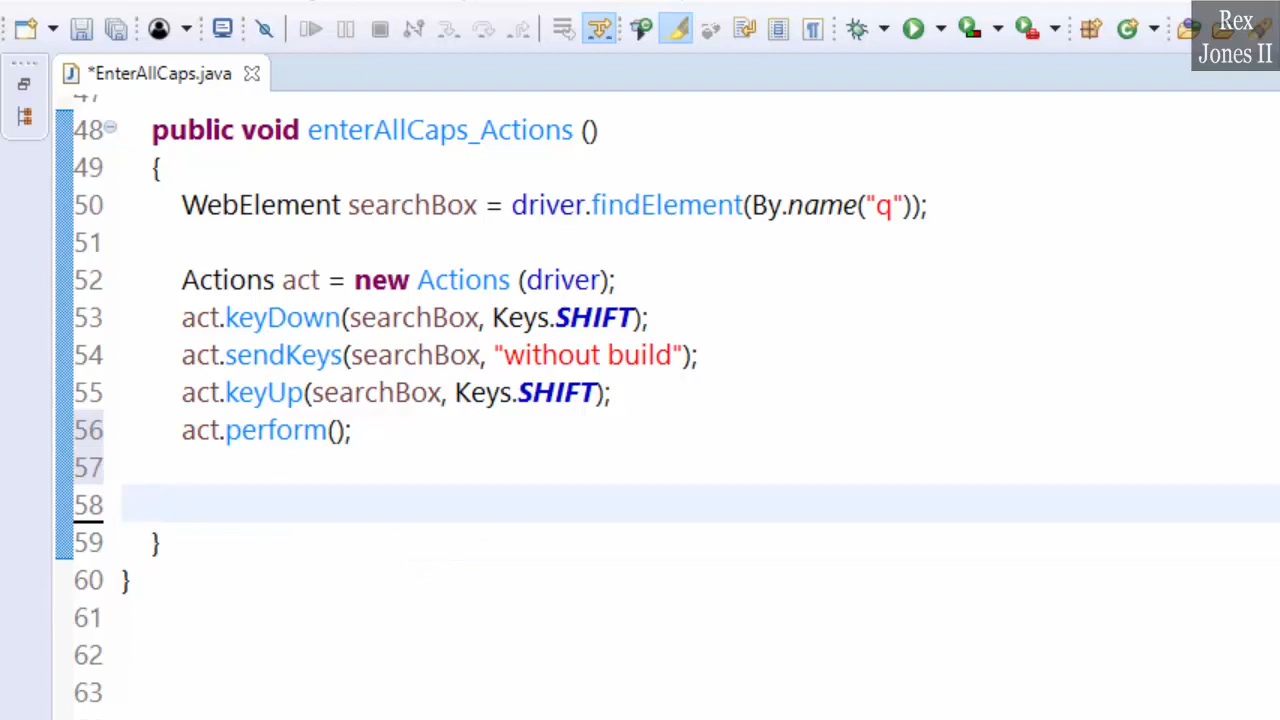 Rex
Jones II
*EnterAllCaps.java
47
48 public void enterAllCaps_Actions ()
49 {
50 WebElement searchBox = driver.findElement(By.name("q"));
51
52 Actions act = new Actions (driver);
53 act.keyDown(searchBox, Keys.SHIFT);
54 act.sendKeys(searchBox, "without build");
55 act.keyUp(searchBox, Keys.SHIFT);
56 act.perform();
57
58
59 }
60 }
61
62
63